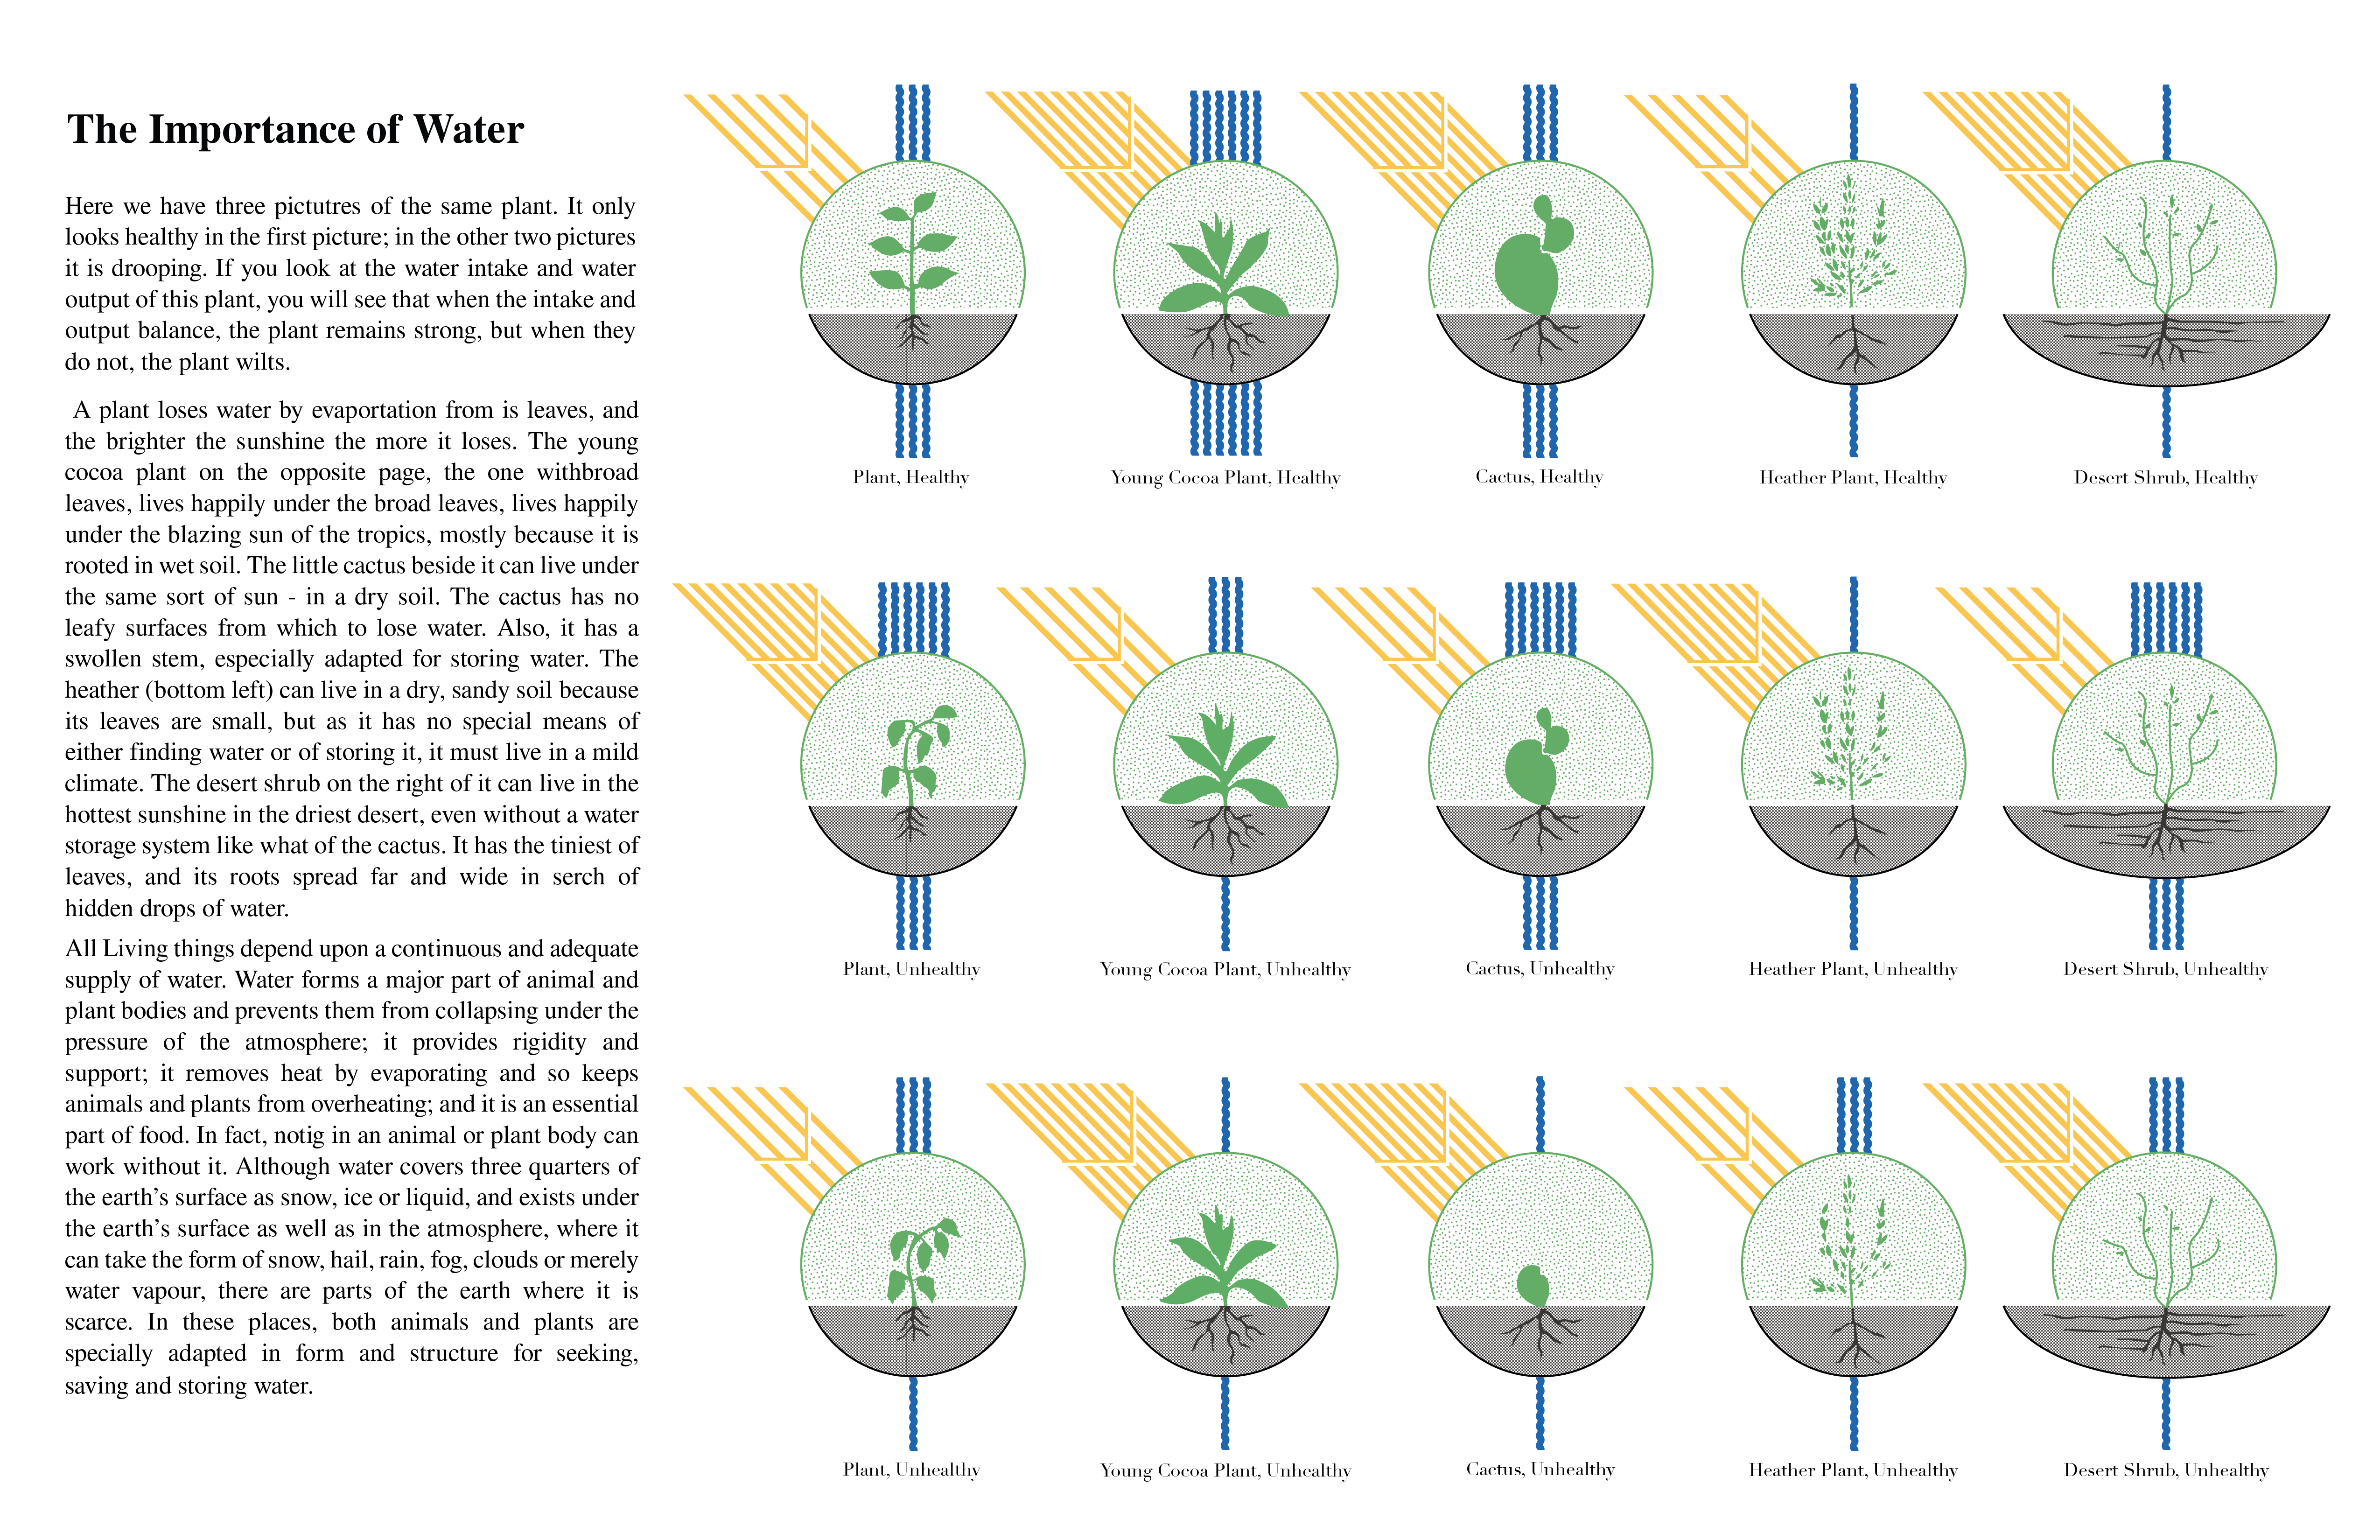 The Importance of Water
Here we have three pictutres of the same plant. It only
looks healthy in the first picture; in the other two pictures
it is drooping. If you look at the water intake and water
output of this plant, you will see that when the intake and
output balance, the plant remains strong, but when they
do not, the plant wilts.
A plant loses water by evaportation from is leaves, and
the brighter the sunshine the more it loses. The young
cocoa plant on the opposite page, the one withbroad
leaves, lives happily under the broad leaves, lives happily
under the blazing sun of the tropics, mostly because it is
rooted in wet soil. The little cactus beside it can live under
the same sort of sun - in a dry soil. The cactus has no
leafy surfaces from which to lose water. Also, it has a
swollen stem, especially adapted for storing water. The
heather (bottom left) can live in a dry, sandy soil because
its leaves are small, but as it has no special means of
either finding water or of storing it, it must live in a mild
climate. The desert shrub on the right of it can live in the
hottest sunshine in the driest desert, even without a water
storage system like what of the cactus. It has the tiniest of
leaves, and its roots spread far and wide in serch of
hidden drops of water.
All Living things depend upon a continuous and adequate
supply of water. Water forms a major part of animal and
plant bodies and prevents them from collapsing under the
pressure of the atmosphere; it provides rigidity and
support; it removes heat by evaporating and so keeps
animals and plants from overheating; and it is an essential
part of food. In fact, notig in an animal or plant body can
work without it. Although water covers three quarters of
the earth's surface as snow, ice or liquid, and exists under
the earth's surface as well as in the atmosphere, where it
can take the form of snow, hail, rain, fog, clouds or merely
water vapour, there are parts of the earth where it is
scarce. In these places, both animals and plants are
specially adapted in form and structure for seeking,
saving and storing water.
Plant, Healthy
Young Cocoa Plant, Healthy
Cactus, Healthy
Heather Plant, Healthy
Desert Shrub, Healthy
Plant, Unhealthy
Young Cocoa Plant, Unhealthy
Cactus, Unhealthy
Heather Plant, Unhealthy
Desert Shrub, Unhealthy
Plant, Unhealthy
Young Cocoa Plant, Unhealthy
Cactus, Unhealthy
Heather Plant, Unhealthy
Desert Shrub, Unhealthy